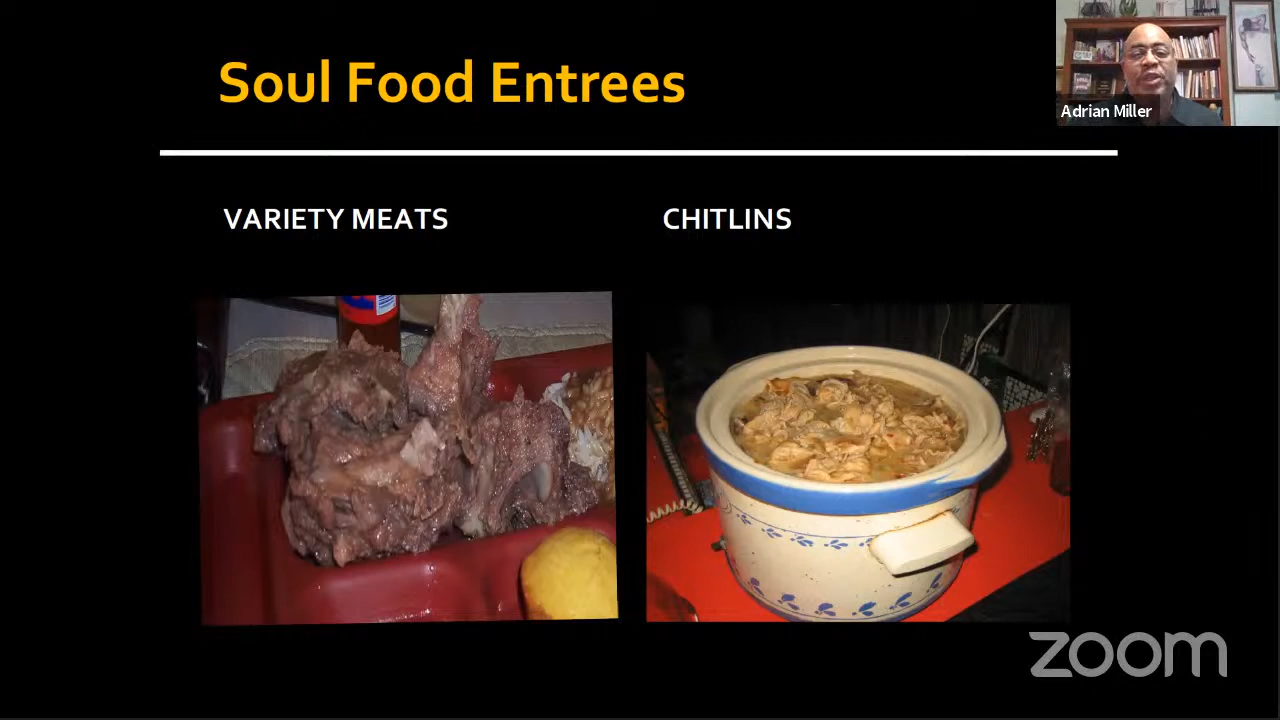 Soul Food Entrees
Adrian Miller
VARIETY MEATS
CHITLINS
zoom